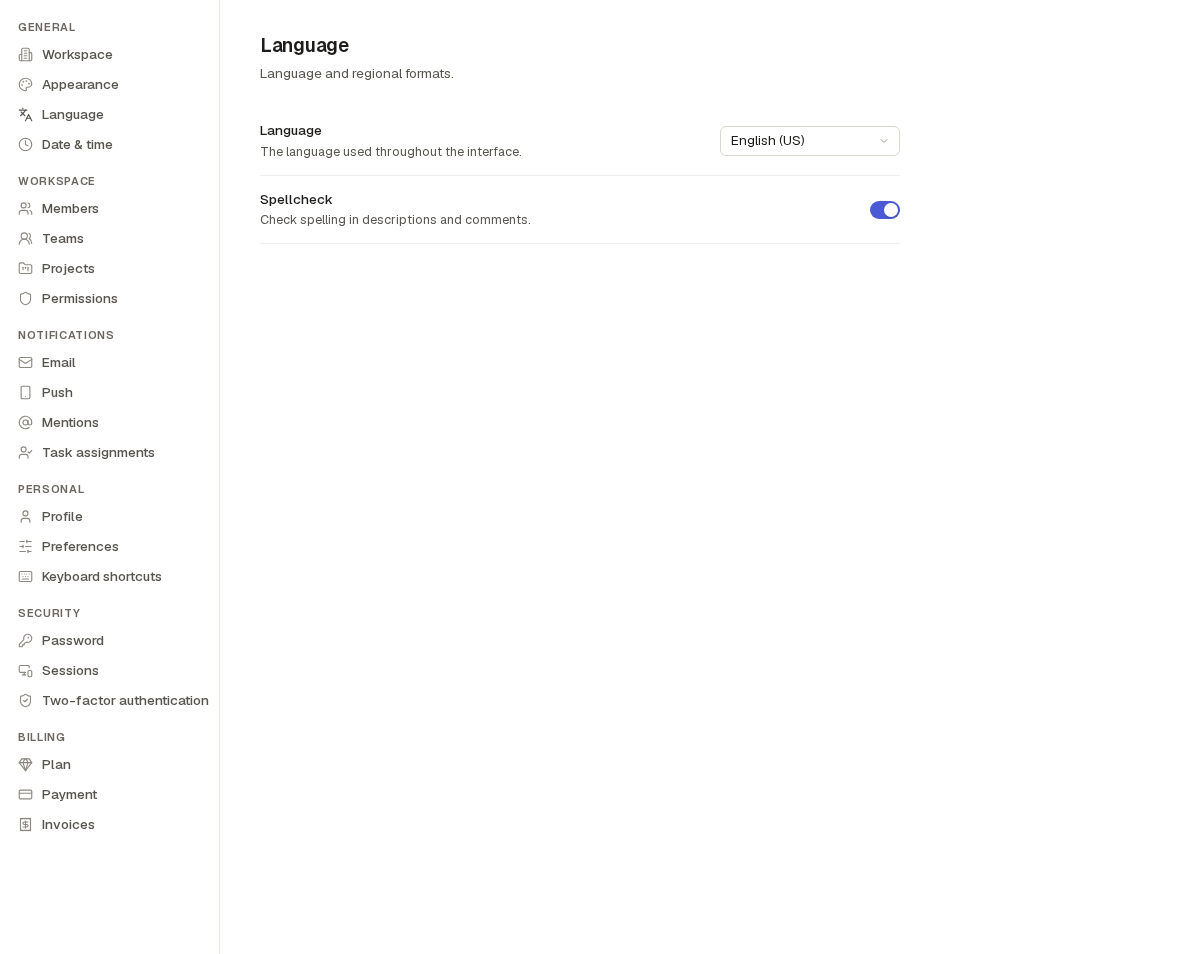 GENERAL
Workspace
Appearance
Language
Date & time
WORKSPACE
Members
Teams
Projects
Permissions
NOTIFICATIONS
Email
Push
Mentions
Task assignments
PERSONAL
Profile
Preferences
Keyboard shortcuts
SECURITY
Password
Sessions
Two-factor authentication
BILLING
Plan
Payment
Invoices
Language
Language and regional formats.
Language
The language used throughout the interface.
English (US)
Spellcheck
Check spelling in descriptions and comments.